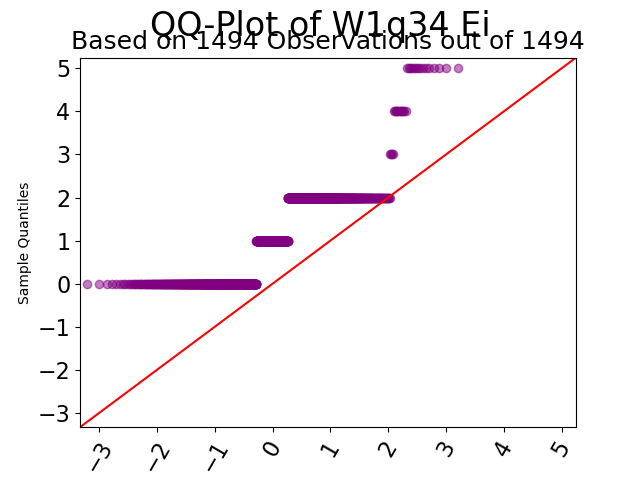 QQ-Plot of W1g34 Ei
Based on 1494 Observations out of 1494
Sample Quantiles
5
4
3
2
1
0
−1
−2
−3
−3 −2 −1 0 1 2 3 4 5